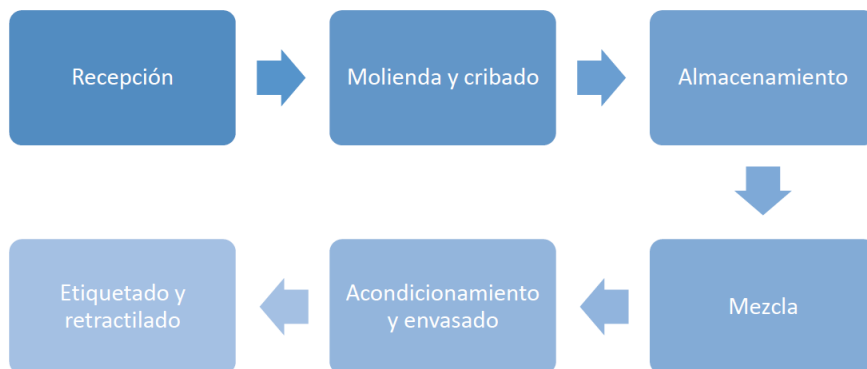 Recepción
Molienda y cribado
Almacenamiento
Mezcla
Acondicionamiento
y envasado
Etiquetado y
retractilado